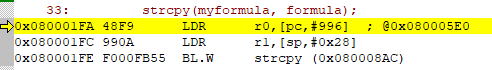 33: strcpy(myformula, formula);
0x080001FA 48F9 LDR r0,[pc,#996] ; @0x080005E0
0x080001FC 990A LDR r1,[sp,#0x28]
0x080001FE F000FB55 BL.W strcpy (0x080008AC)